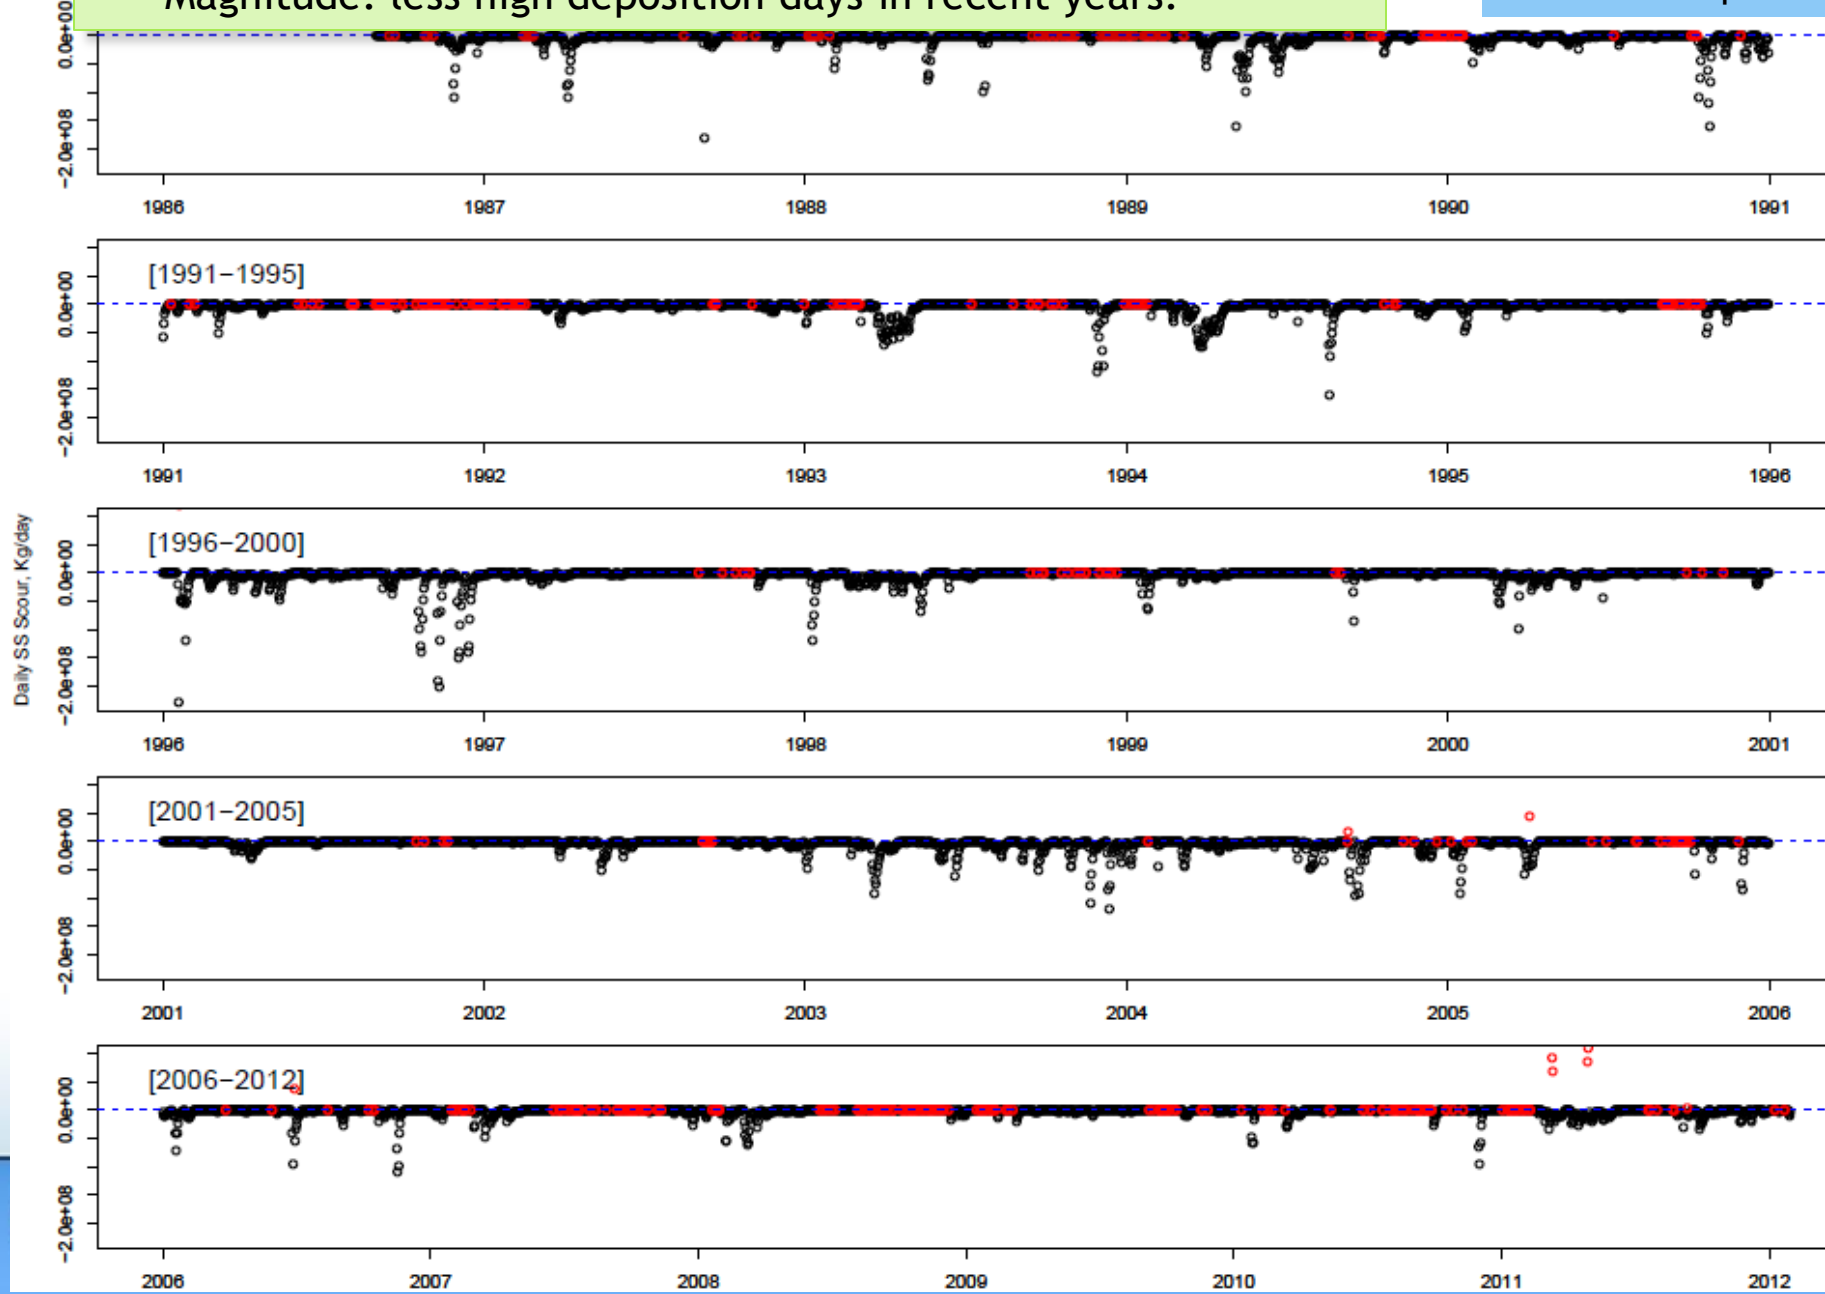 Magnitude: less high deposition days in recent years.
0.0e+00
−2.0e+08
1986 1987 1988 1989 1990 1991
[1991−1995]
0.0e+00
−2.0e+08
1991 1992 1993 1994 1995 1996
Daily SS Scour, Kg/day
[1996−2000]
0.0e+00
−2.0e+08
1996 1997 1998 1999 2000 2001
[2001−2005]
0.0e+00
−2.0e+08
2001 2002 2003 2004 2005 2006
[2006−2012]
0.0e+00
−2.0e+08
2006 2007 2008 2009 2010 2011 2012